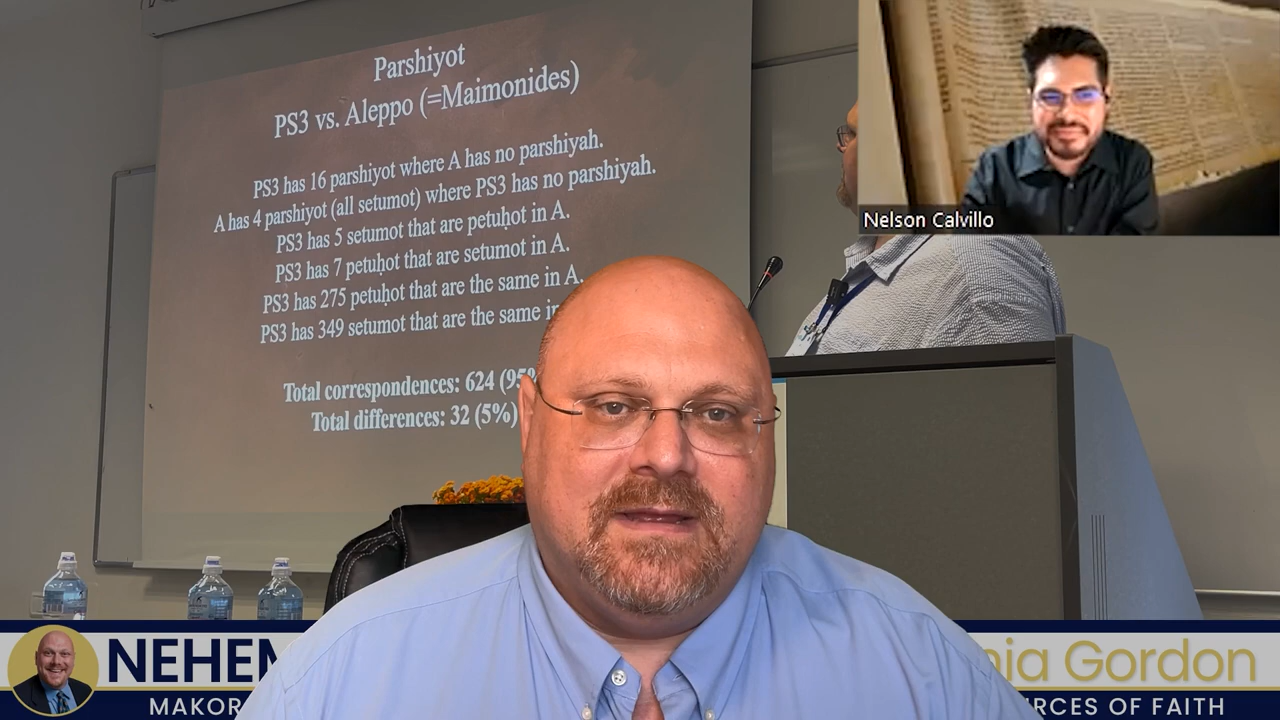 Parshiyot
PS3 vs. Aleppo (=Maimonides)
PS3 has 16 parshiyot where A has no parshiyah.
A has 4 parshiyot (all setumot) where PS3 has no parshiyah.
PS3 has 5 setumot that are petuḥot in A.
PS3 has 7 petuḥot that are setumot in A.
PS3 has 275 petuḥot that are the same in A.
PS3 has 349 setumot that are the same in
Total correspondences: 624 (95%
Total differences: 32 (5%)
Nelson Calvillo
NEHEM
nia Gordon
MAKOR
RCES OF FAITH